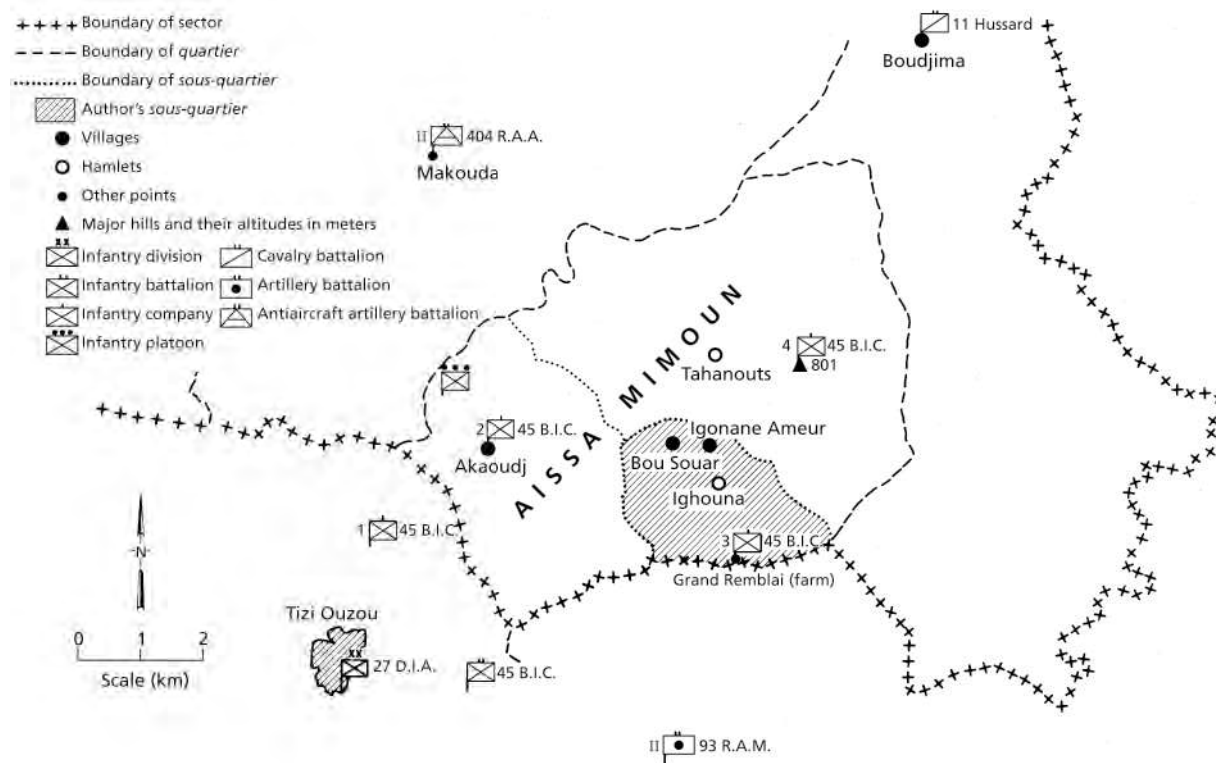 Boundary of sector
Boundary of quartier
Boundary of sous-quartier
Author's sous-quartier
Villages
Hamlets
Other points
Major hills and their altitudes in meters
Infantry division
Cavalry battalion
Infantry battalion
Artillery battalion
Infantry company
Antiaircraft artillery battalion
Infantry platoon
11 Hussard
Boudjima
II 404 R.A.A.
Makouda
AISSA MIMOUN
Tahanouts
4 45 B.I.C.
801
2 45 B.I.C.
Akaoudj
Igonane Ameur
Bou Souar
Ighouna
1 45 B.I.C.
3 45 B.I.C.
Grand Remblai (farm)
-N-
0 1 2
Scale (km)
Tizi Ouzou
27 D.I.A.
45 B.I.C.
II 93 R.A.M.